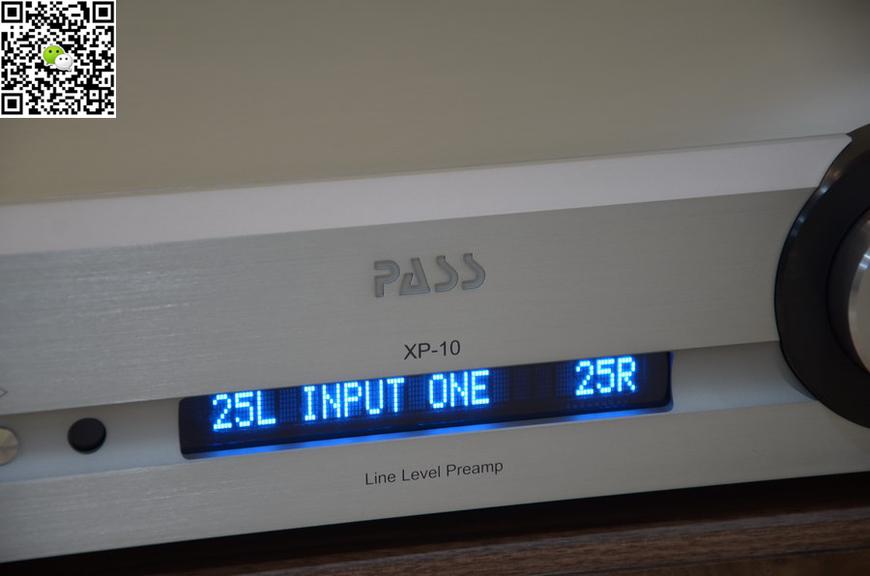 PASS
XP-10
25L INPUT ONE 25R
Line Level Preamp